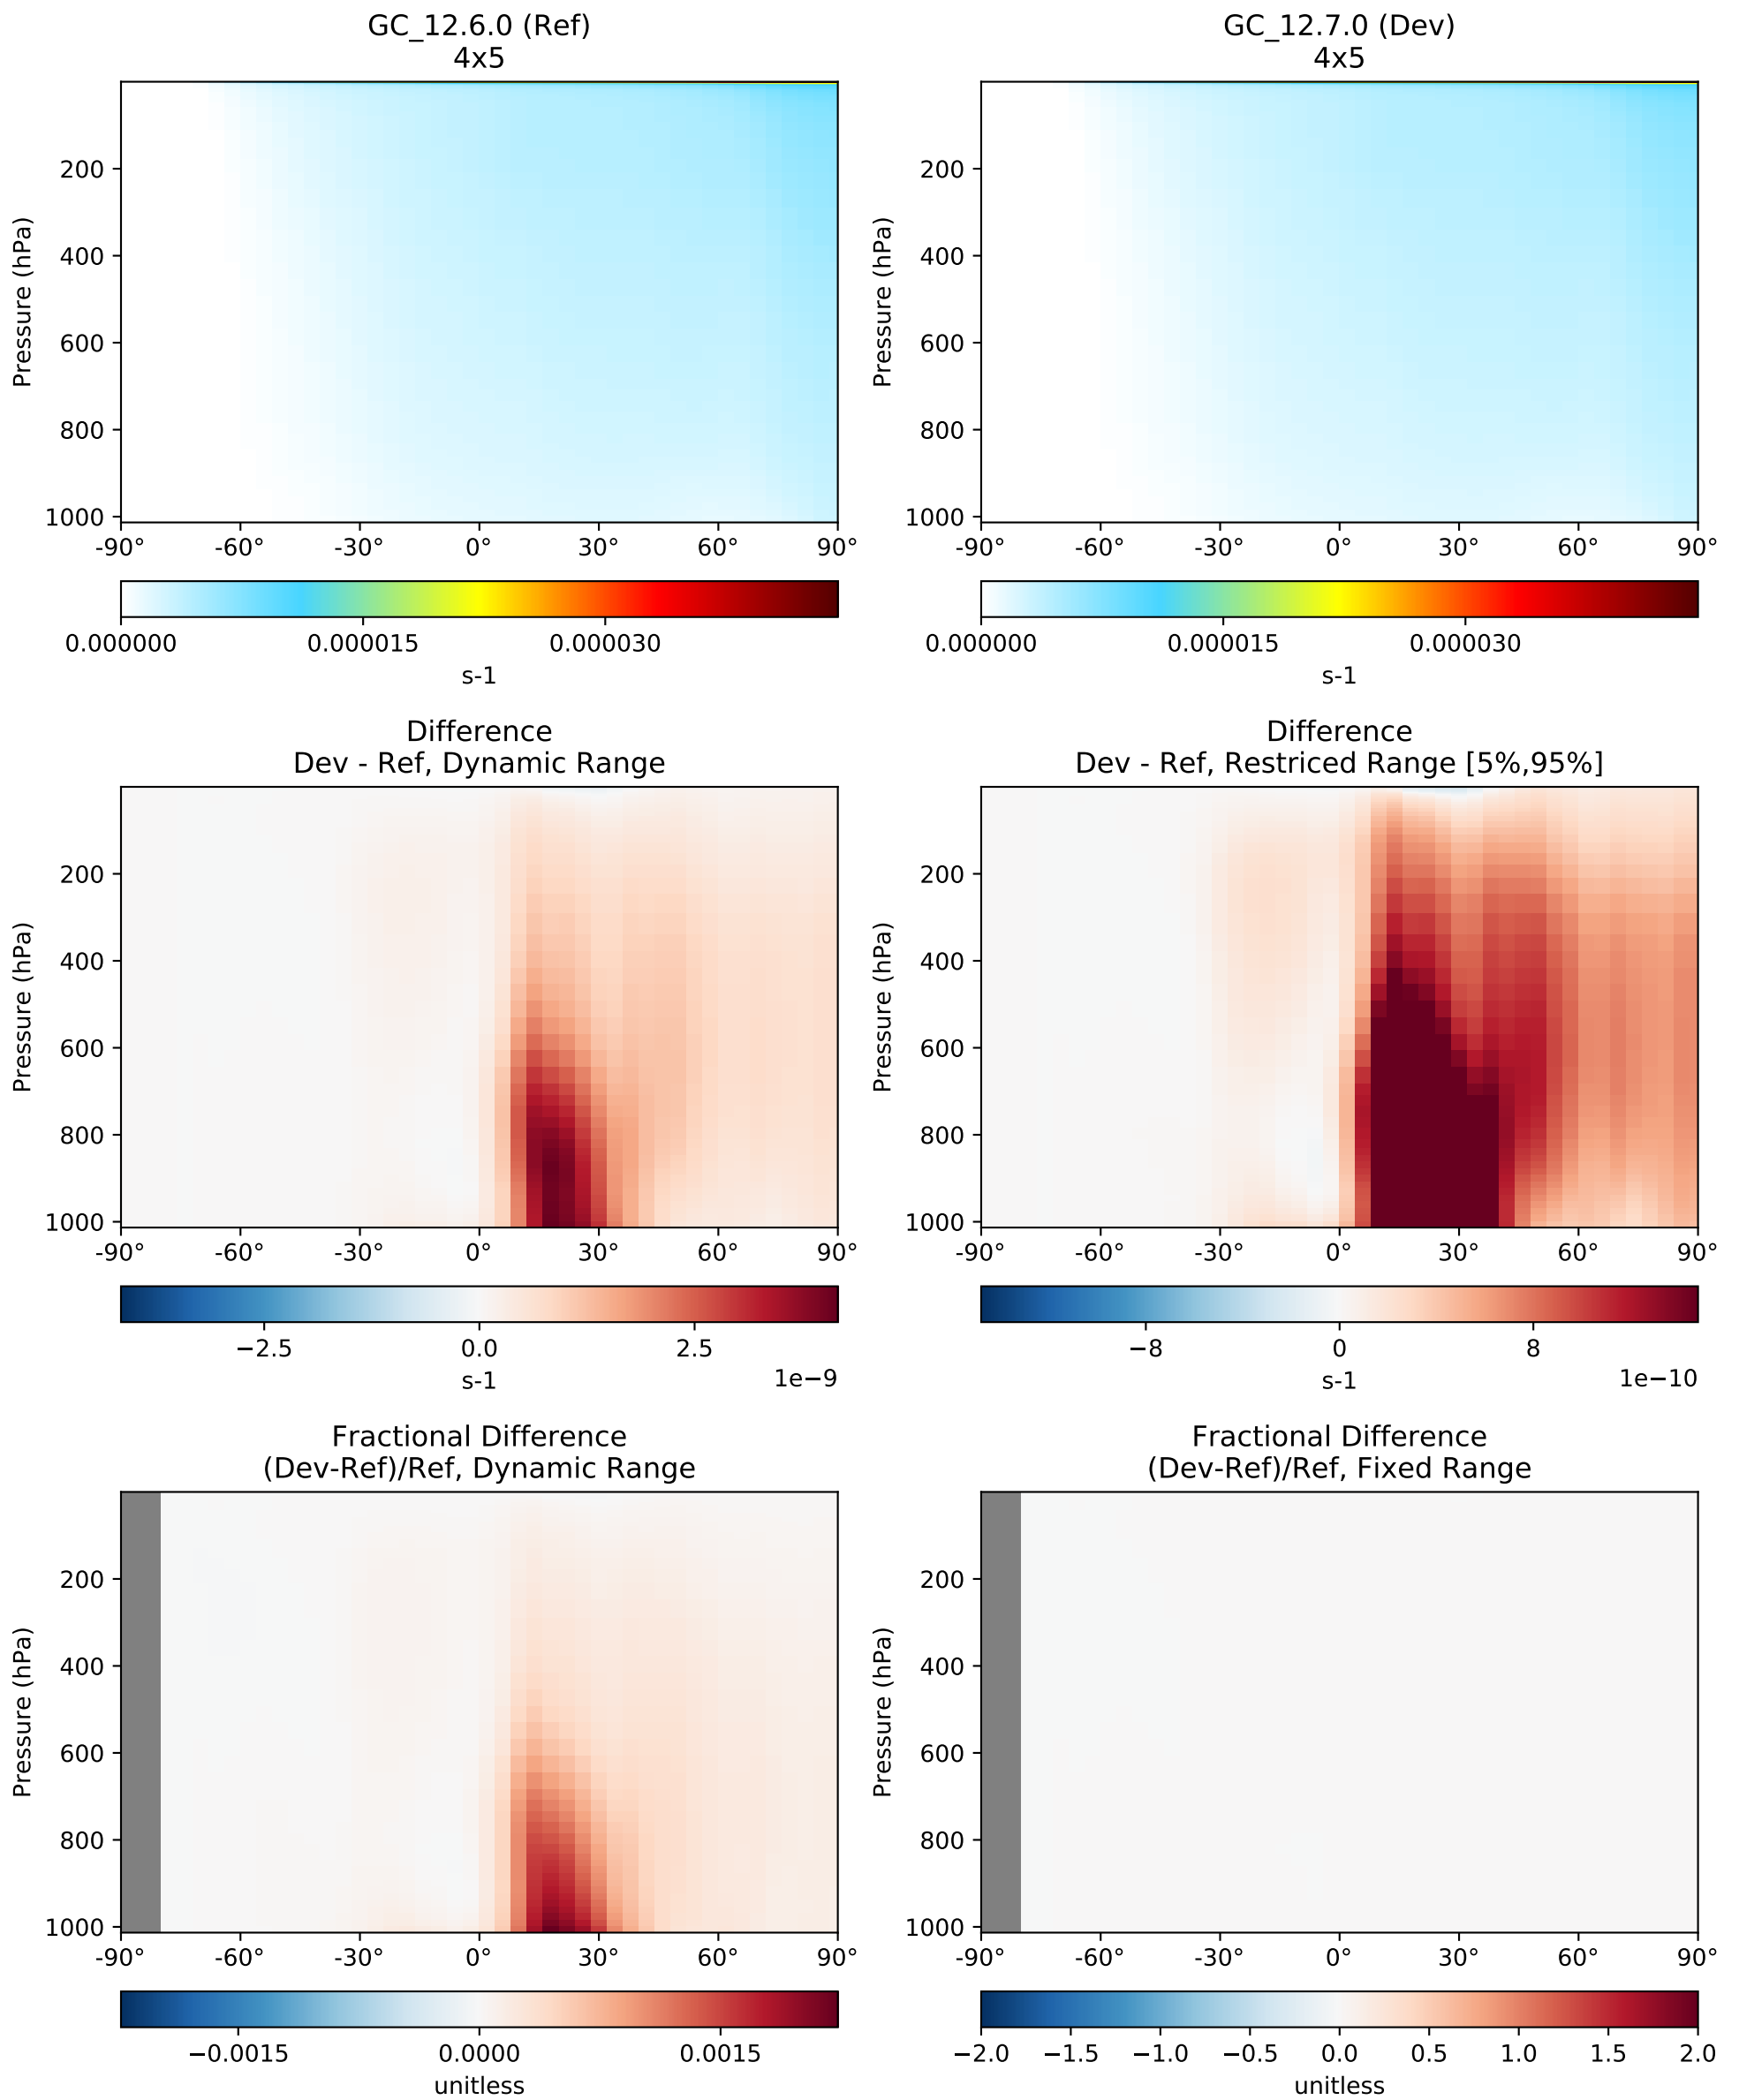 GC_12.6.0 (Ref)
4x5
Pressure (hPa)
200
400
600
800
1000
-90° -60° -30° 0° 30° 60° 90°
0.000000 0.000015 0.000030
s-1
GC_12.7.0 (Dev)
4x5
Pressure (hPa)
200
400
600
800
1000
-90° -60° -30° 0° 30° 60° 90°
0.000000 0.000015 0.000030
s-1
Difference
Dev - Ref, Dynamic Range
Pressure (hPa)
200
400
600
800
1000
-90° -60° -30° 0° 30° 60° 90°
−2.5 0.0 2.5
s-1 1e−9
Difference
Dev - Ref, Restriced Range [5%,95%]
Pressure (hPa)
200
400
600
800
1000
-90° -60° -30° 0° 30° 60° 90°
−8 0 8
s-1 1e−10
Fractional Difference
(Dev-Ref)/Ref, Dynamic Range
Pressure (hPa)
200
400
600
800
1000
-90° -60° -30° 0° 30° 60° 90°
−0.0015 0.0000 0.0015
unitless
Fractional Difference
(Dev-Ref)/Ref, Fixed Range
Pressure (hPa)
200
400
600
800
1000
-90° -60° -30° 0° 30° 60° 90°
−2.0 −1.5 −1.0 −0.5 0.0 0.5 1.0 1.5 2.0
unitless